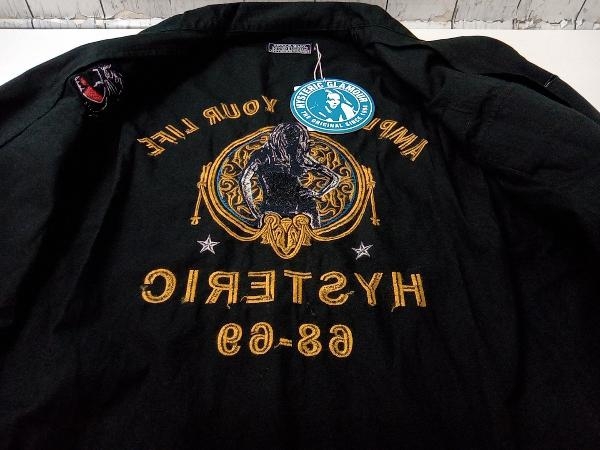 HYSTERIC GLAMOUR
THE ORIGINAL SINCE 1984
AMPLIFY YOUR LIFE
HYSTERIC
68-69